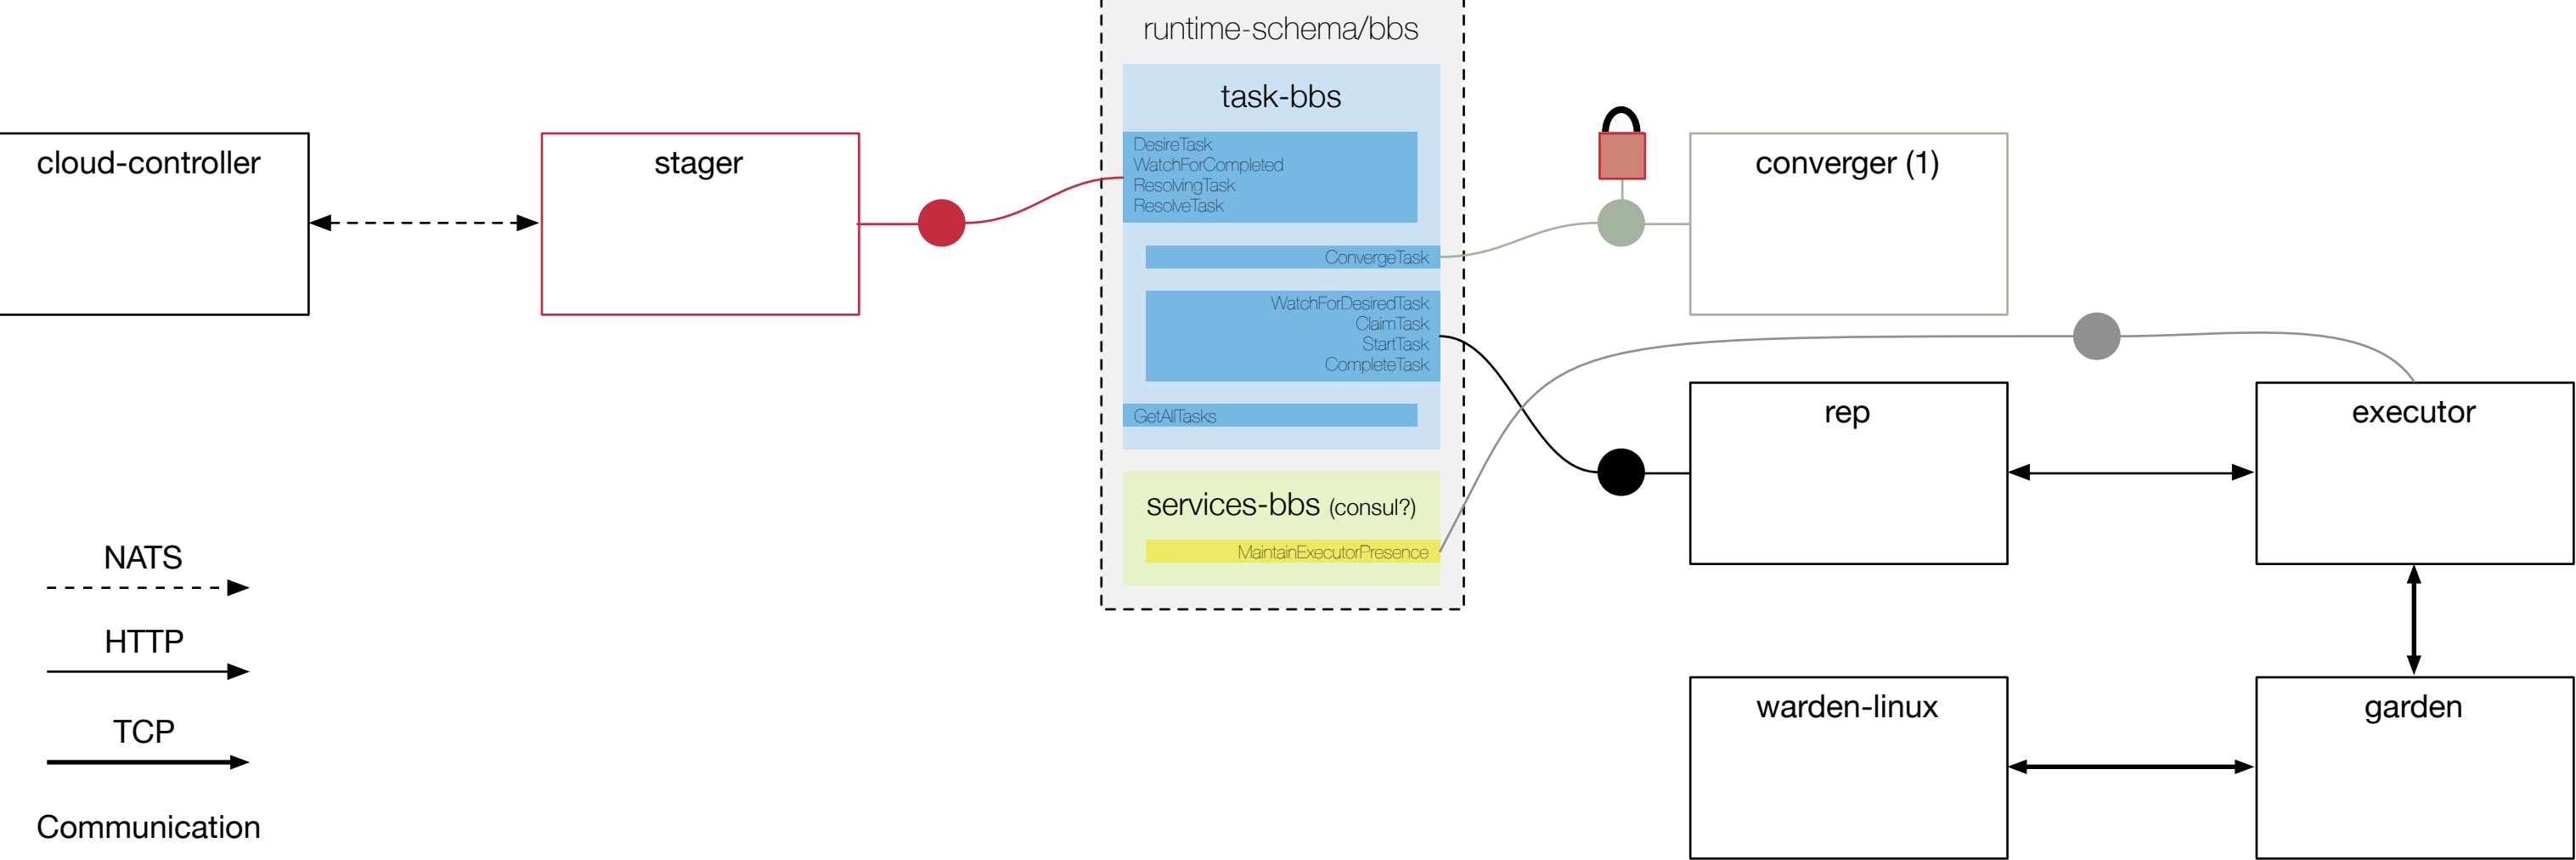 runtime-schema/bbs
task-bbs
cloud-controller
stager
DesireTask
WatchForCompleted
ResolvingTask
ResolveTask
converger (1)
ConvergeTask
WatchForDesiredTask
ClaimTask
StartTask
CompleteTask
GetAllTasks
rep
executor
services-bbs (consul?)
MaintainExecutorPresence
NATS
HTTP
TCP
Communication
warden-linux
garden